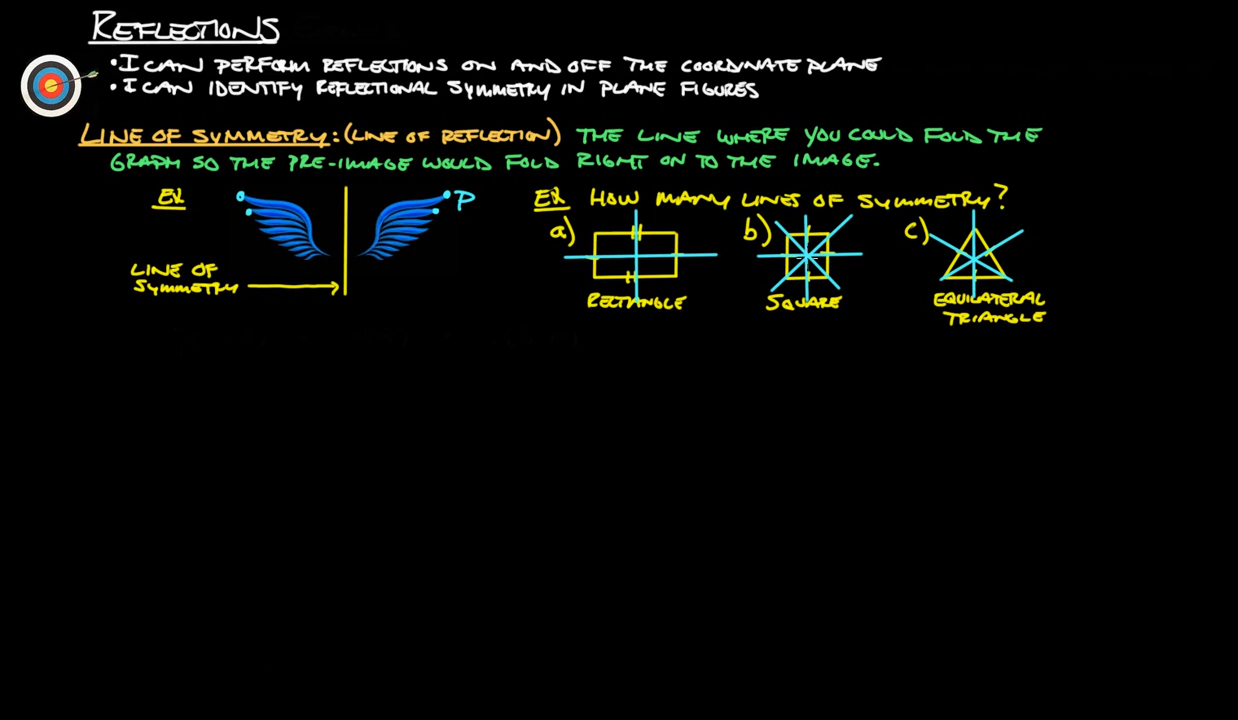 REFLECTIONS
• I CAN PERFORM REFLECTIONS ON AND OFF THE COORDINATE PLANE
• I CAN IDENTIFY REFLECTIONAL SYMMETRY IN PLANE FIGURES
LINE OF SYMMETRY: (LINE OF REFLECTION) THE LINE WHERE YOU COULD FOLD THE
GRAPH SO THE PRE-IMAGE WOULD FOLD RIGHT ON TO THE IMAGE.
EX
P
LINE OF
SYMMETRY
EX HOW MANY LINES OF SYMMETRY?
a) b) c)
RECTANGLE SQUARE EQUILATERAL
TRIANGLE